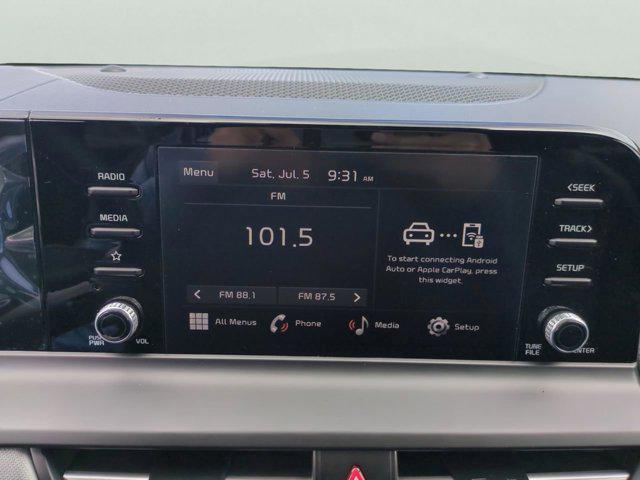 Menu Sat, Jul. 5 9:31 AM
FM
101.5
< FM 88.1 FM 87.5 >
To start connecting Android
Auto or Apple CarPlay, press
this widget.
All Menus Phone Media Setup
RADIO
MEDIA
PUSH
PWR
VOL
<SEEK
TRACK>
SETUP
TUNE
FILE
ENTER